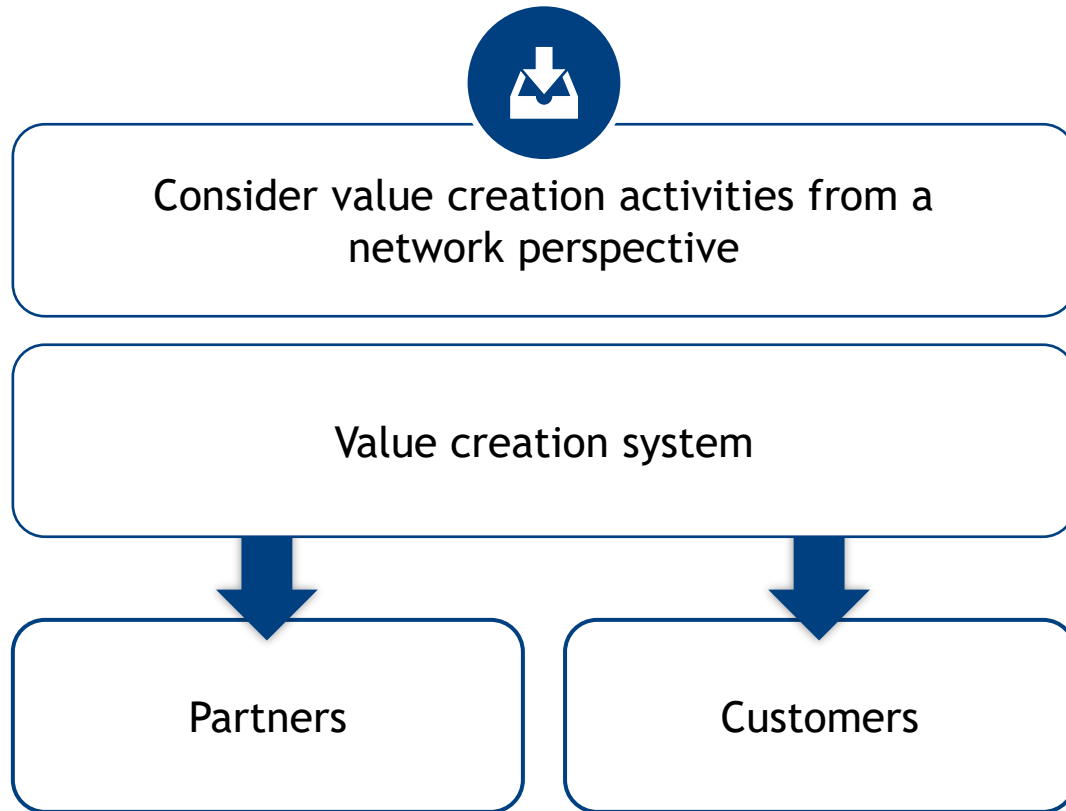 Consider value creation activities from a
network perspective
Value creation system
Partners
Customers